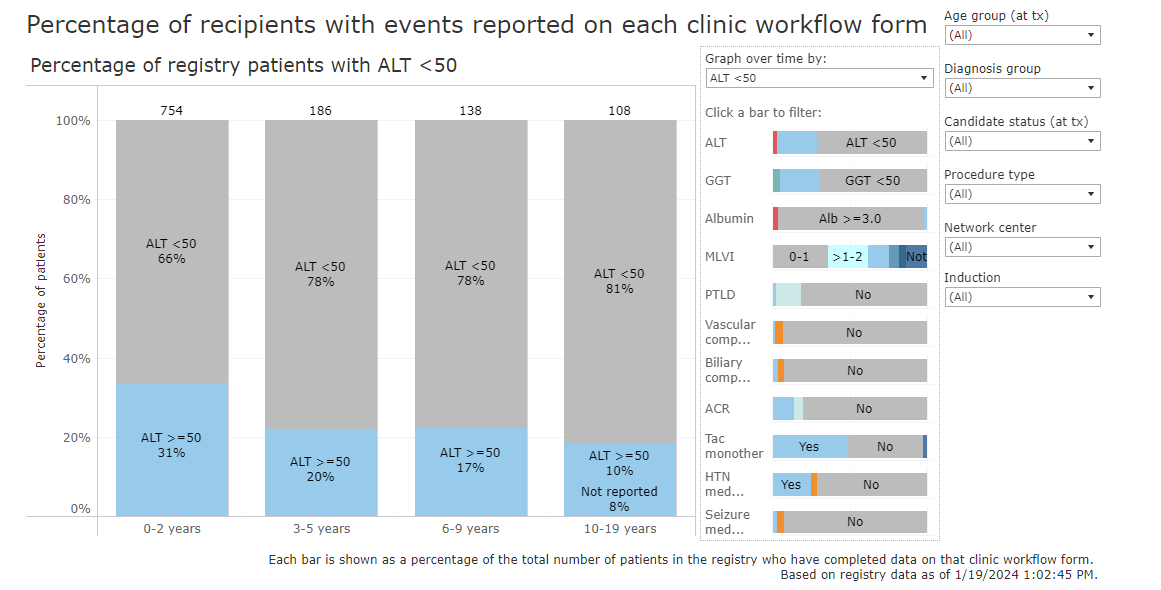 Percentage of recipients with events reported on each clinic workflow form
Percentage of registry patients with ALT <50
754
186
138
108
100%
80%
60%
40%
20%
0%
Percentage of patients
ALT <50
66%
ALT <50
78%
ALT <50
78%
ALT <50
81%
ALT >=50
31%
ALT >=50
20%
ALT >=50
17%
ALT >=50
10%
Not reported
8%
0-2 years
3-5 years
6-9 years
10-19 years
Graph over time by:
ALT <50
Click a bar to filter:
ALT
ALT <50
GGT
GGT <50
Albumin
Alb >=3.0
MLVI
0-1
>1-2
Not
PTLD
No
Vascular
comp...
No
Biliary
comp...
No
ACR
No
Tac
monother
Yes
No
HTN
med...
Yes
No
Seizure
med...
No
Age group (at tx)
(All)
Diagnosis group
(All)
Candidate status (at tx)
(All)
Procedure type
(All)
Network center
(All)
Induction
(All)
Each bar is shown as a percentage of the total number of patients in the registry who have completed data on that clinic workflow form.
Based on registry data as of 1/19/2024 1:02:45 PM.